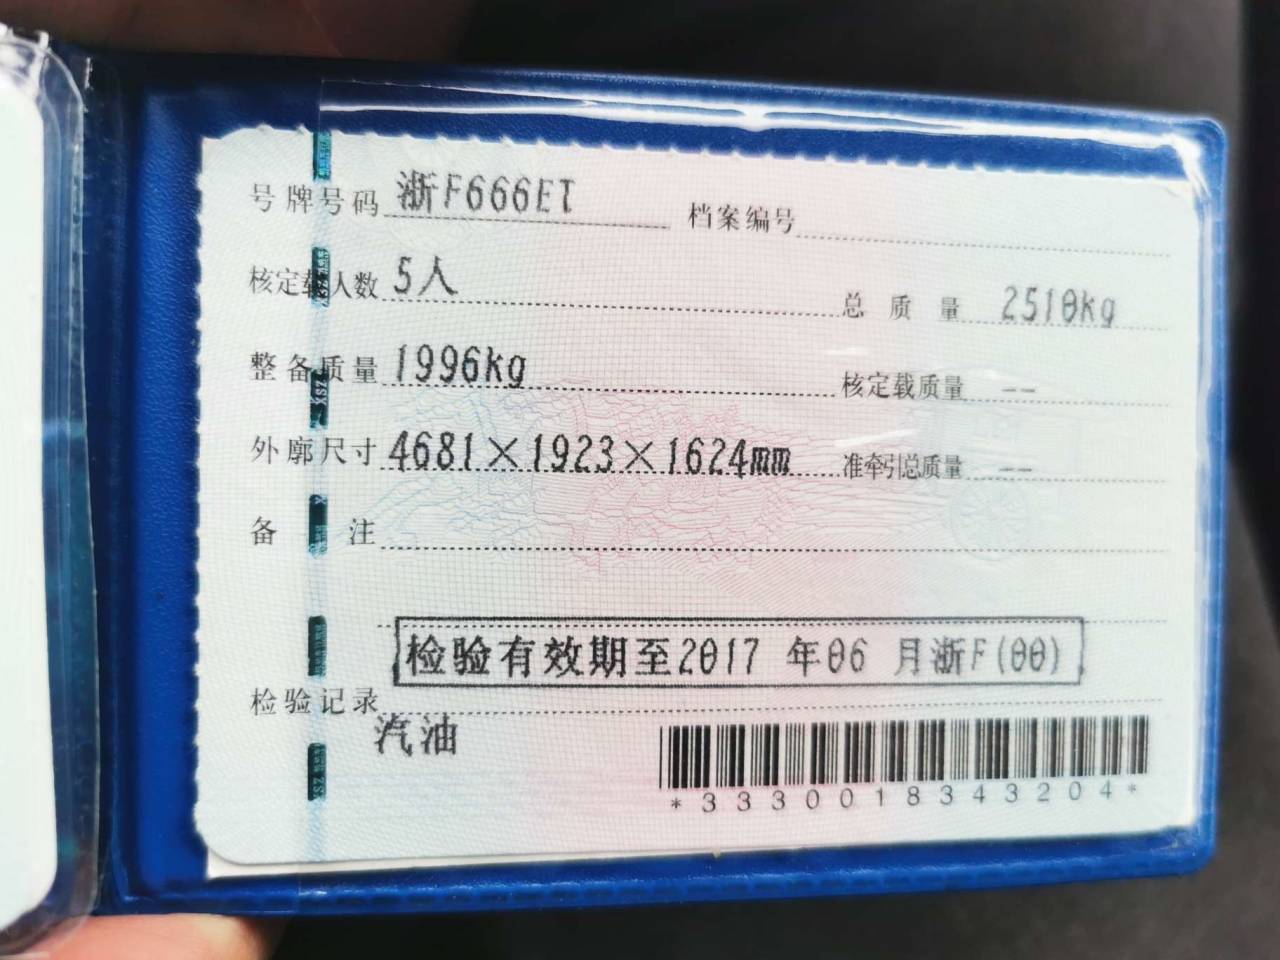 号牌号码 浙F666ET 档案编号
核定载人数 5人 总质量 2510kg
整备质量 1996kg 核定载质量 --
外廓尺寸 4681×1923×1624mm 准牵引总质量 --
备注
检验有效期至2017 年06 月浙F(00)
检验记录
汽油
*3330018343204*